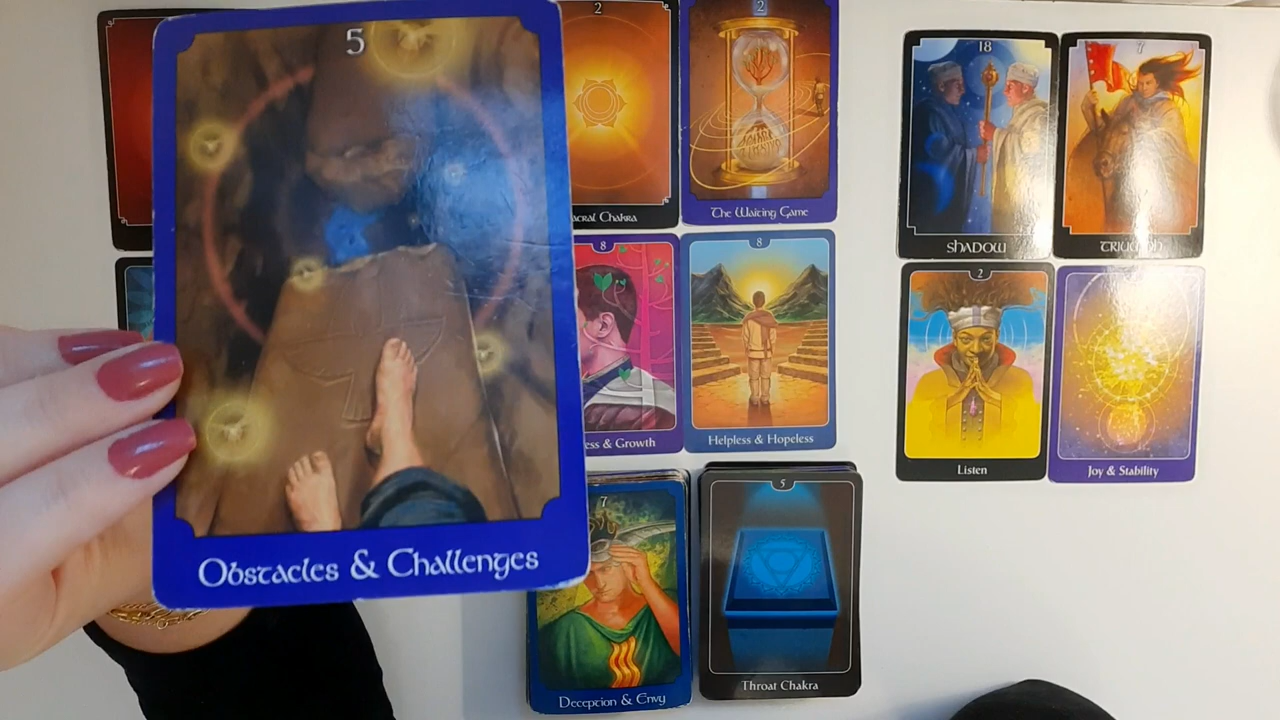 5
Obstacles & Challenges
2
acral Chakra
2
The Waiting Game
18
SHADOW
7
TRIUMPH
8
ess & Growth
8
Helpless & Hopeless
2
Listen
Joy & Stability
7
Deception & Envy
5
Throat Chakra